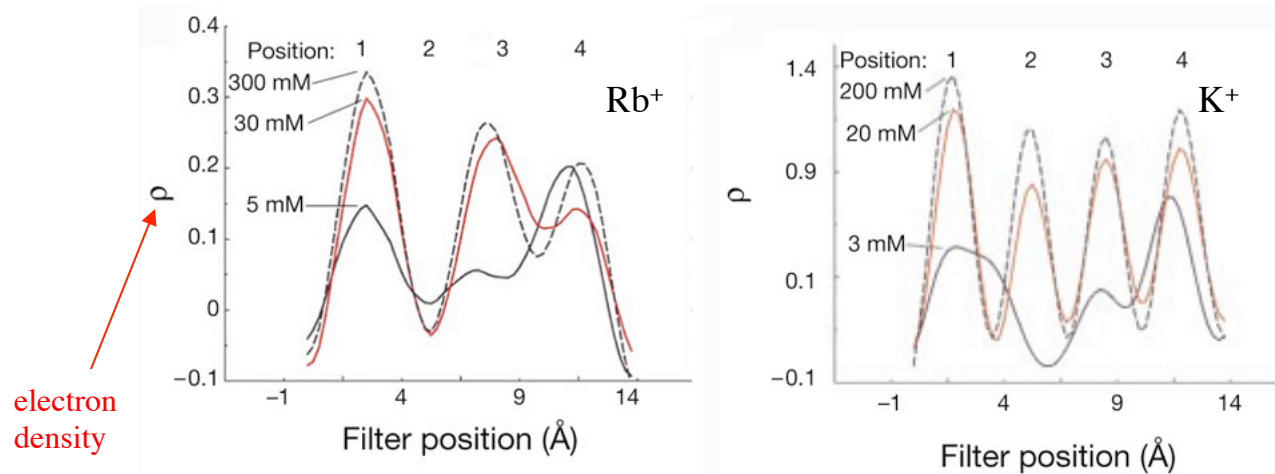 0.4
0.3
0.2
0.1
0
−0.1
ρ
Position: 1 2 3 4
300 mM
30 mM
5 mM
Rb+
−1 4 9 14
Filter position (Å)
electron
density
1.4
0.9
0.1
−0.1
ρ
Position: 1 2 3 4
200 mM
20 mM
3 mM
K+
−1 4 9 14
Filter position (Å)